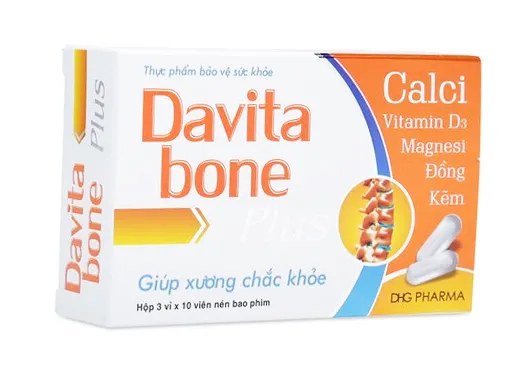 Davita
bone
Plus
Thực phẩm bảo vệ sức khỏe
Davita
bone
Plus
Giúp xương chắc khỏe
Hộp 3 vỉ x 10 viên nén bao phim
Calci
Vitamin D3
Magnesi
Đồng
Kẽm
DHG PHARMA